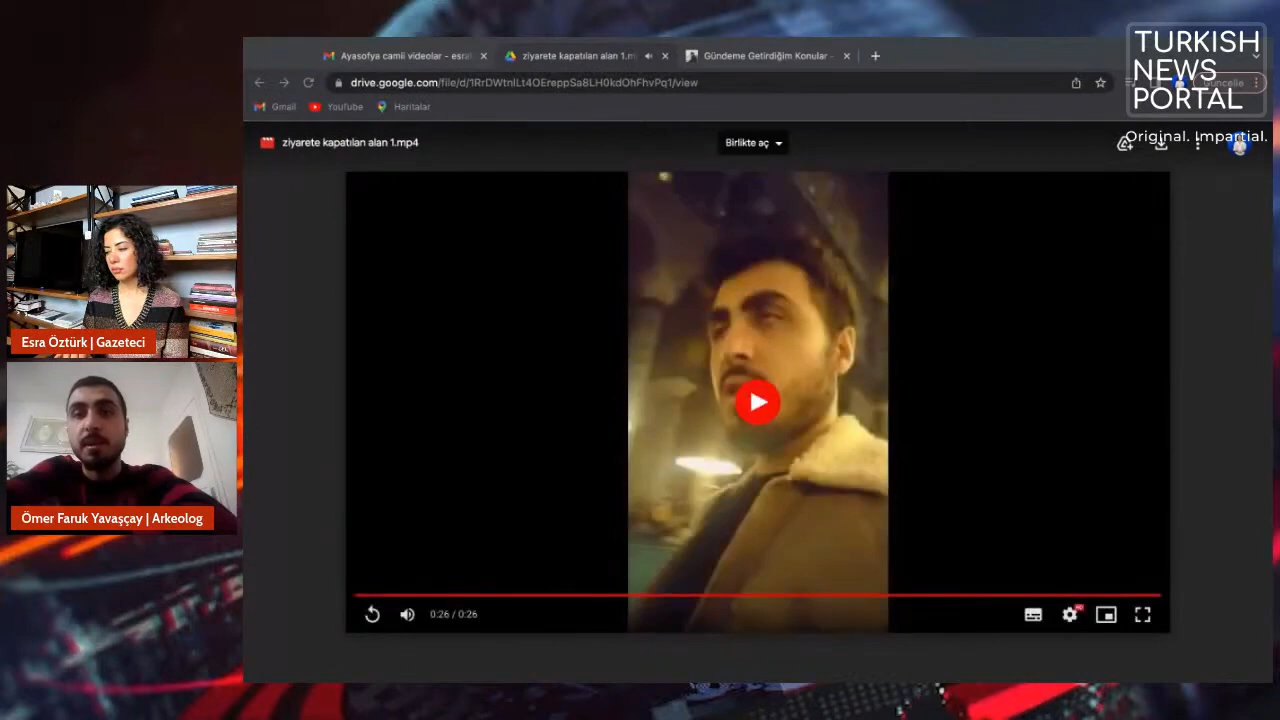 TURKISH
NEWS
PORTAL
Original. Impartial.
Ayasofya camii videolar - esra
ziyarete kapatılan alan 1.m
Gündeme Getirdiğim Konular -
drive.google.com/file/d/1RrDWtnlLt4OEreppSa8LH0kdOhFhvPq1/view
Güncelle
Gmail
YouTube
Haritalar
ziyarete kapatılan alan 1.mp4
Birlikte aç
Esra Öztürk | Gazeteci
Ömer Faruk Yavaşçay | Arkeolog
0:26 / 0:26